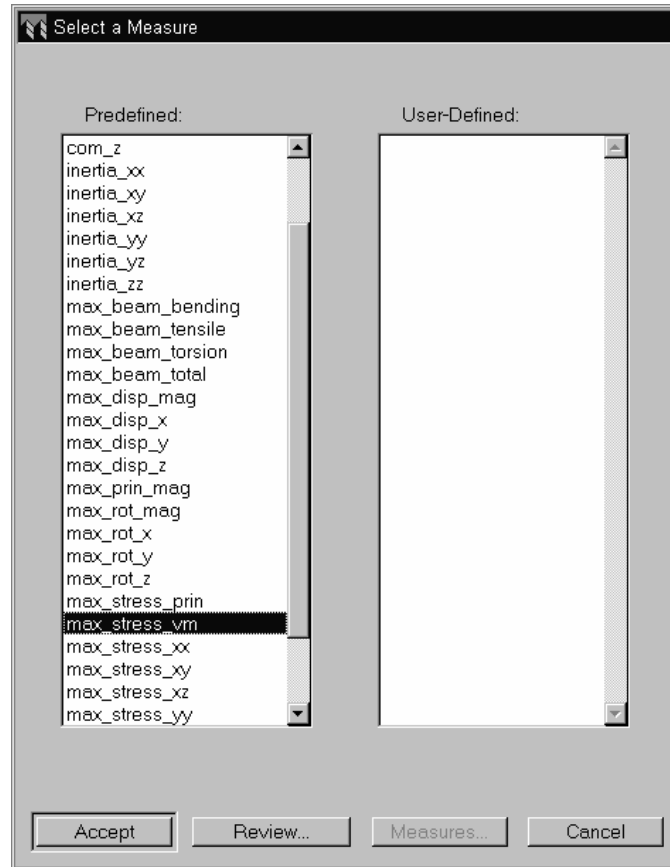 Select a Measure
Predefined:
User-Defined:
com_z
inertia_xx
inertia_xy
inertia_xz
inertia_yy
inertia_yz
inertia_zz
max_beam_bending
max_beam_tensile
max_beam_torsion
max_beam_total
max_disp_mag
max_disp_x
max_disp_y
max_disp_z
max_prin_mag
max_rot_mag
max_rot_x
max_rot_y
max_rot_z
max_stress_prin
max_stress_vm
max_stress_xx
max_stress_xy
max_stress_xz
max_stress_yy
Accept Review... Measures... Cancel